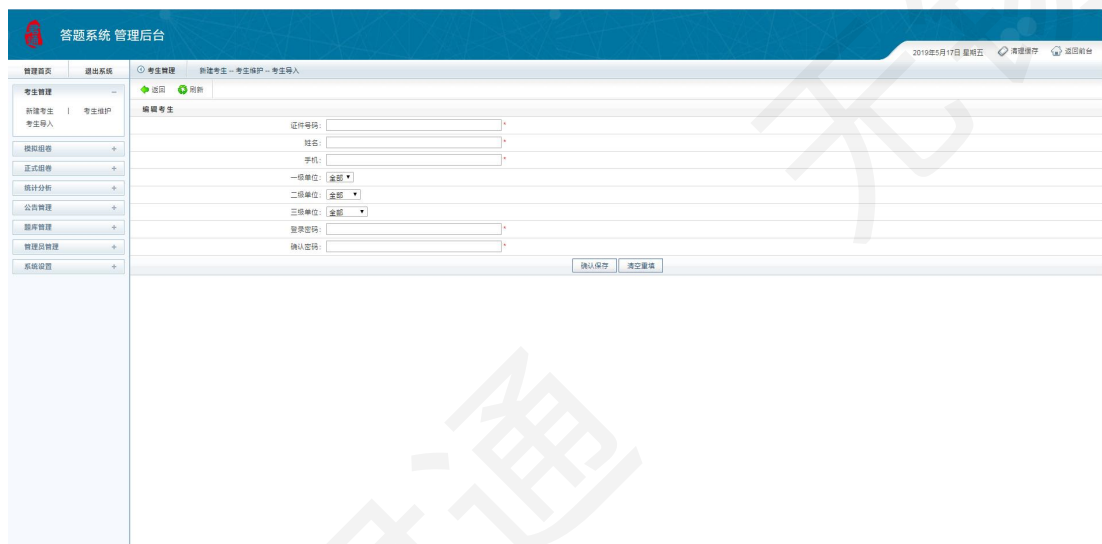 答题系统 管理后台
2019年5月17日 星期五 清理缓存 返回前台
管理首页 退出系统
考生管理 新建考生 -- 考生维护 -- 考生导入
考生管理 −
返回 刷新
新建考生 | 考生维护
考生导入
编辑考生
模拟组卷 +
正式组卷 +
统计分析 +
公告管理 +
题库管理 +
管理员管理 +
系统设置 +
证件号码: *
姓名: *
手机: *
一级单位: 全部
二级单位: 全部
三级单位: 全部
登录密码: *
确认密码: *
确认保存 清空重填
通